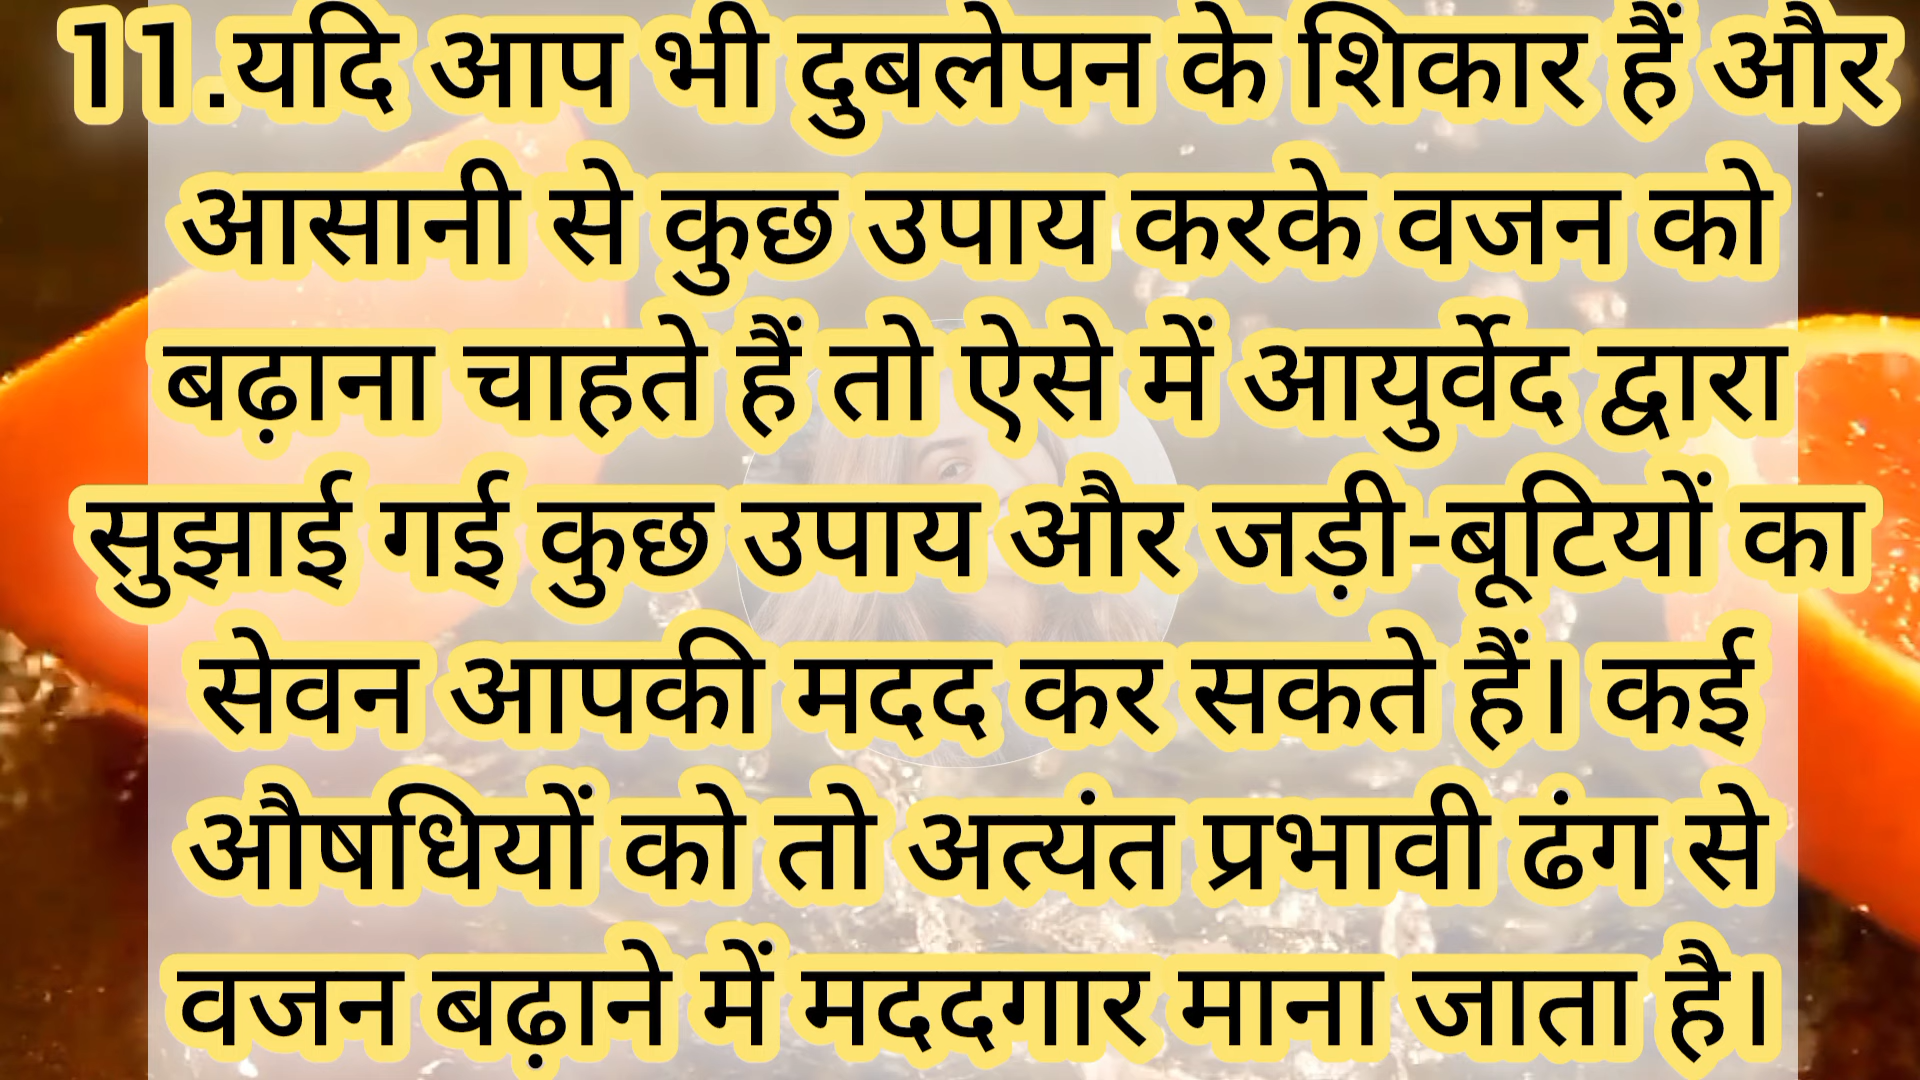 11.यदि आप भी दुबलेपन के शिकार हैं और
आसानी से कुछ उपाय करके वजन को
बढ़ाना चाहते हैं तो ऐसे में आयुर्वेद द्वारा
सुझाई गई कुछ उपाय और जड़ी-बूटियों का
सेवन आपकी मदद कर सकते हैं। कई
औषधियों को तो अत्यंत प्रभावी ढंग से
वजन बढ़ाने में मददगार माना जाता है।